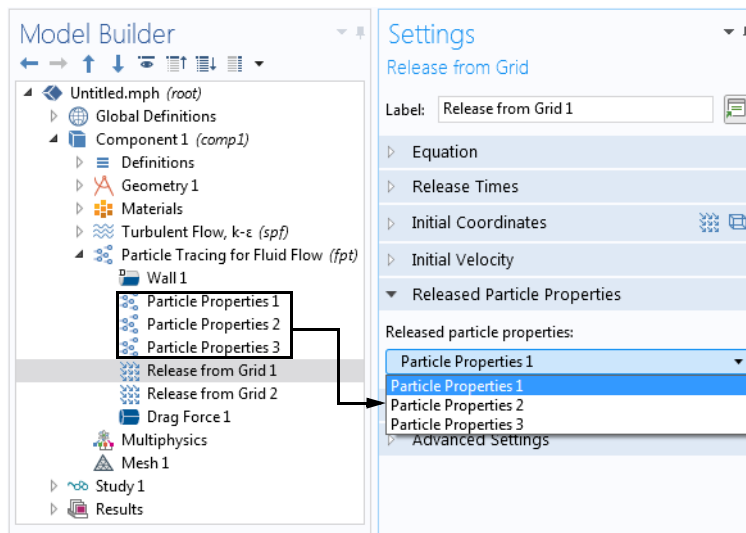 Model Builder
Untitled.mph (root)
Global Definitions
Component 1 (comp1)
Definitions
Geometry 1
Materials
Turbulent Flow, k-ε (spf)
Particle Tracing for Fluid Flow (fpt)
Wall 1
Particle Properties 1
Particle Properties 2
Particle Properties 3
Release from Grid 1
Release from Grid 2
Drag Force 1
Multiphysics
Mesh 1
Study 1
Results
Settings
Release from Grid
Label: Release from Grid 1
Equation
Release Times
Initial Coordinates
Initial Velocity
Released Particle Properties
Released particle properties:
Particle Properties 1
Particle Properties 1
Particle Properties 2
Particle Properties 3
Advanced Settings